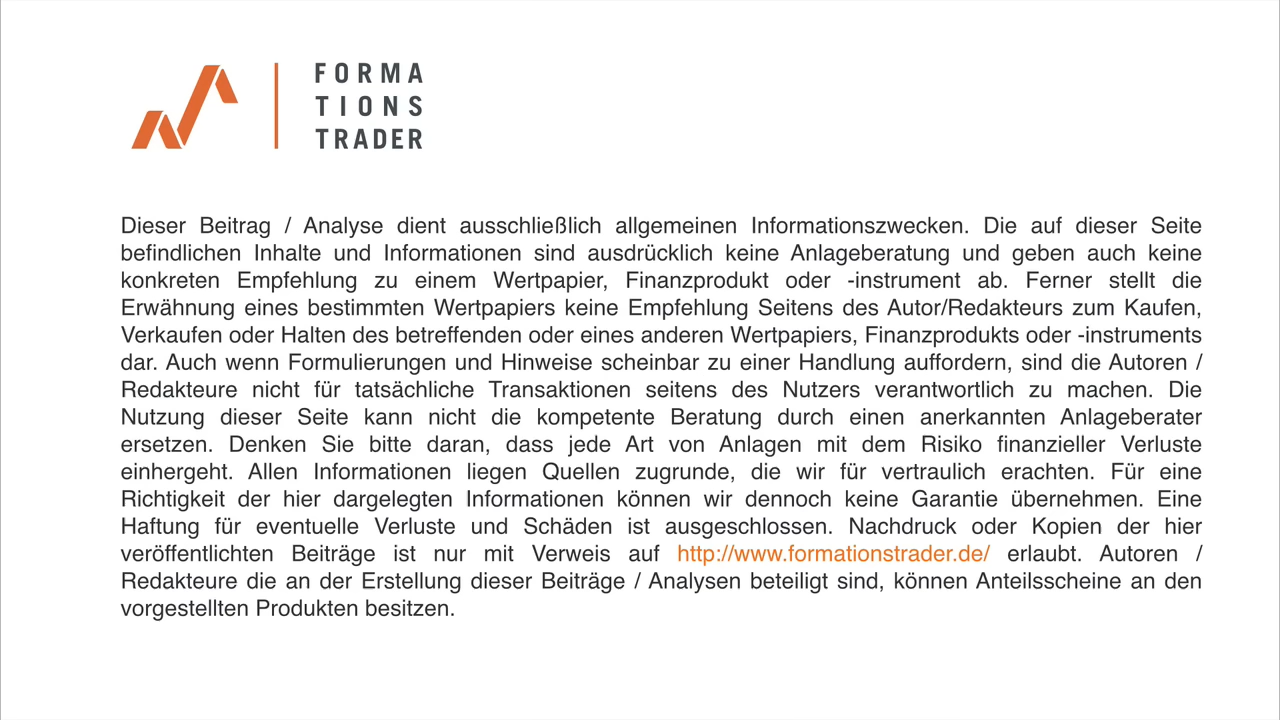 FORMA
TIONS
TRADER
Dieser Beitrag / Analyse dient ausschließlich allgemeinen Informationszwecken. Die auf dieser Seite
befindlichen Inhalte und Informationen sind ausdrücklich keine Anlageberatung und geben auch keine
konkreten Empfehlung zu einem Wertpapier, Finanzprodukt oder -instrument ab. Ferner stellt die
Erwähnung eines bestimmten Wertpapiers keine Empfehlung Seitens des Autor/Redakteurs zum Kaufen,
Verkaufen oder Halten des betreffenden oder eines anderen Wertpapiers, Finanzprodukts oder -instruments
dar. Auch wenn Formulierungen und Hinweise scheinbar zu einer Handlung auffordern, sind die Autoren /
Redakteure nicht für tatsächliche Transaktionen seitens des Nutzers verantwortlich zu machen. Die
Nutzung dieser Seite kann nicht die kompetente Beratung durch einen anerkannten Anlageberater
ersetzen. Denken Sie bitte daran, dass jede Art von Anlagen mit dem Risiko finanzieller Verluste
einhergeht. Allen Informationen liegen Quellen zugrunde, die wir für vertraulich erachten. Für eine
Richtigkeit der hier dargelegten Informationen können wir dennoch keine Garantie übernehmen. Eine
Haftung für eventuelle Verluste und Schäden ist ausgeschlossen. Nachdruck oder Kopien der hier
veröffentlichten Beiträge ist nur mit Verweis auf http://www.formationstrader.de/ erlaubt. Autoren /
Redakteure die an der Erstellung dieser Beiträge / Analysen beteiligt sind, können Anteilsscheine an den
vorgestellten Produkten besitzen.